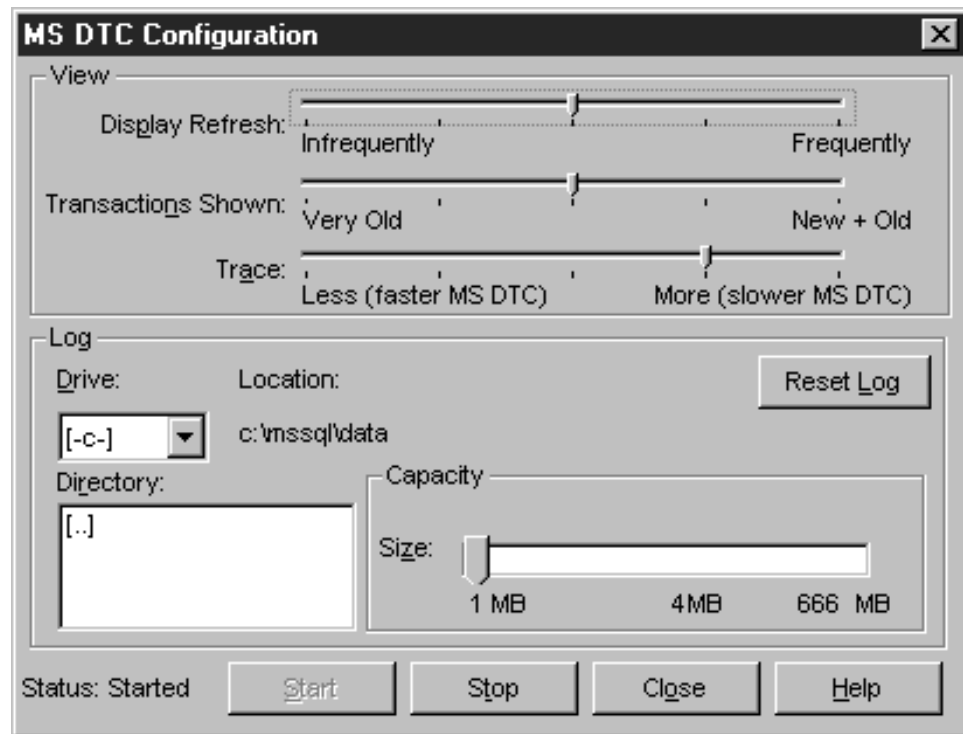 MS DTC Configuration
View
Display Refresh:
Infrequently Frequently
Transactions Shown:
Very Old New + Old
Trace:
Less (faster MS DTC) More (slower MS DTC)
Log
Drive: Location: Reset Log
[-c-] c:\mssql\data
Directory: Capacity
[..]
Size:
1 MB 4MB 666 MB
Status: Started Start Stop Close Help